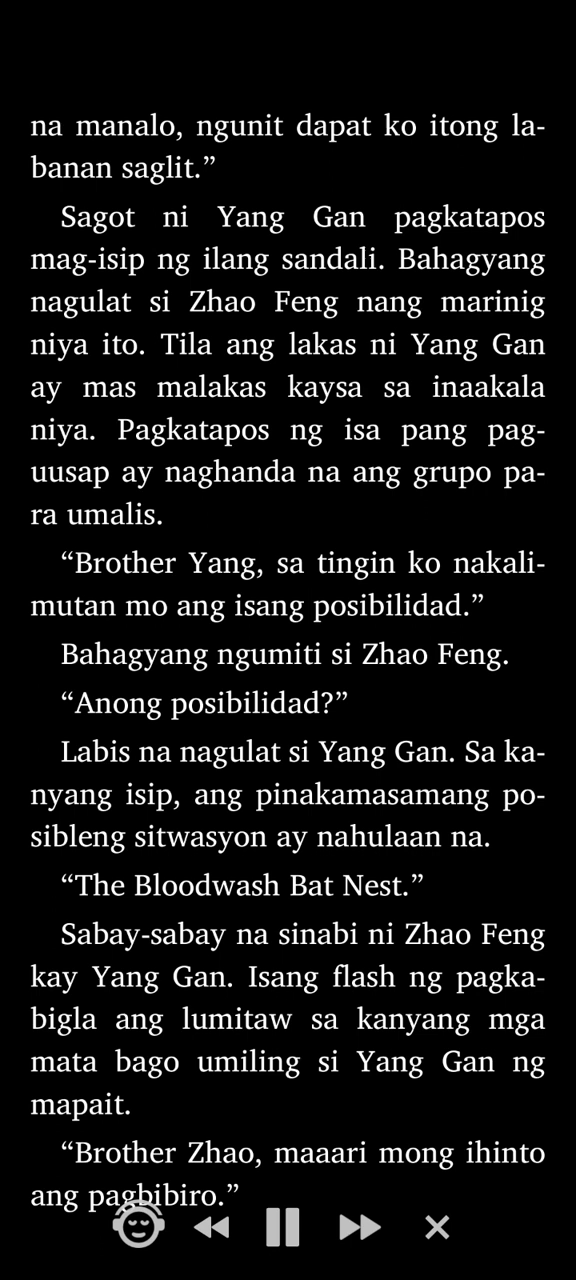 na manalo, ngunit dapat ko itong la-
banan saglit.”
Sagot ni Yang Gan pagkatapos
mag-isip ng ilang sandali. Bahagyang
nagulat si Zhao Feng nang marinig
niya ito. Tila ang lakas ni Yang Gan
ay mas malakas kaysa sa inaakala
niya. Pagkatapos ng isa pang pag-
uusap ay naghanda na ang grupo pa-
ra umalis.
“Brother Yang, sa tingin ko nakali-
mutan mo ang isang posibilidad.”
Bahagyang ngumiti si Zhao Feng.
“Anong posibilidad?”
Labis na nagulat si Yang Gan. Sa ka-
nyang isip, ang pinakamasamang po-
sibleng sitwasyon ay nahulaan na.
“The Bloodwash Bat Nest.”
Sabay-sabay na sinabi ni Zhao Feng
kay Yang Gan. Isang flash ng pagka-
bigla ang lumitaw sa kanyang mga
mata bago umiling si Yang Gan ng
mapait.
“Brother Zhao, maaari mong ihinto
ang pagbibiro.”